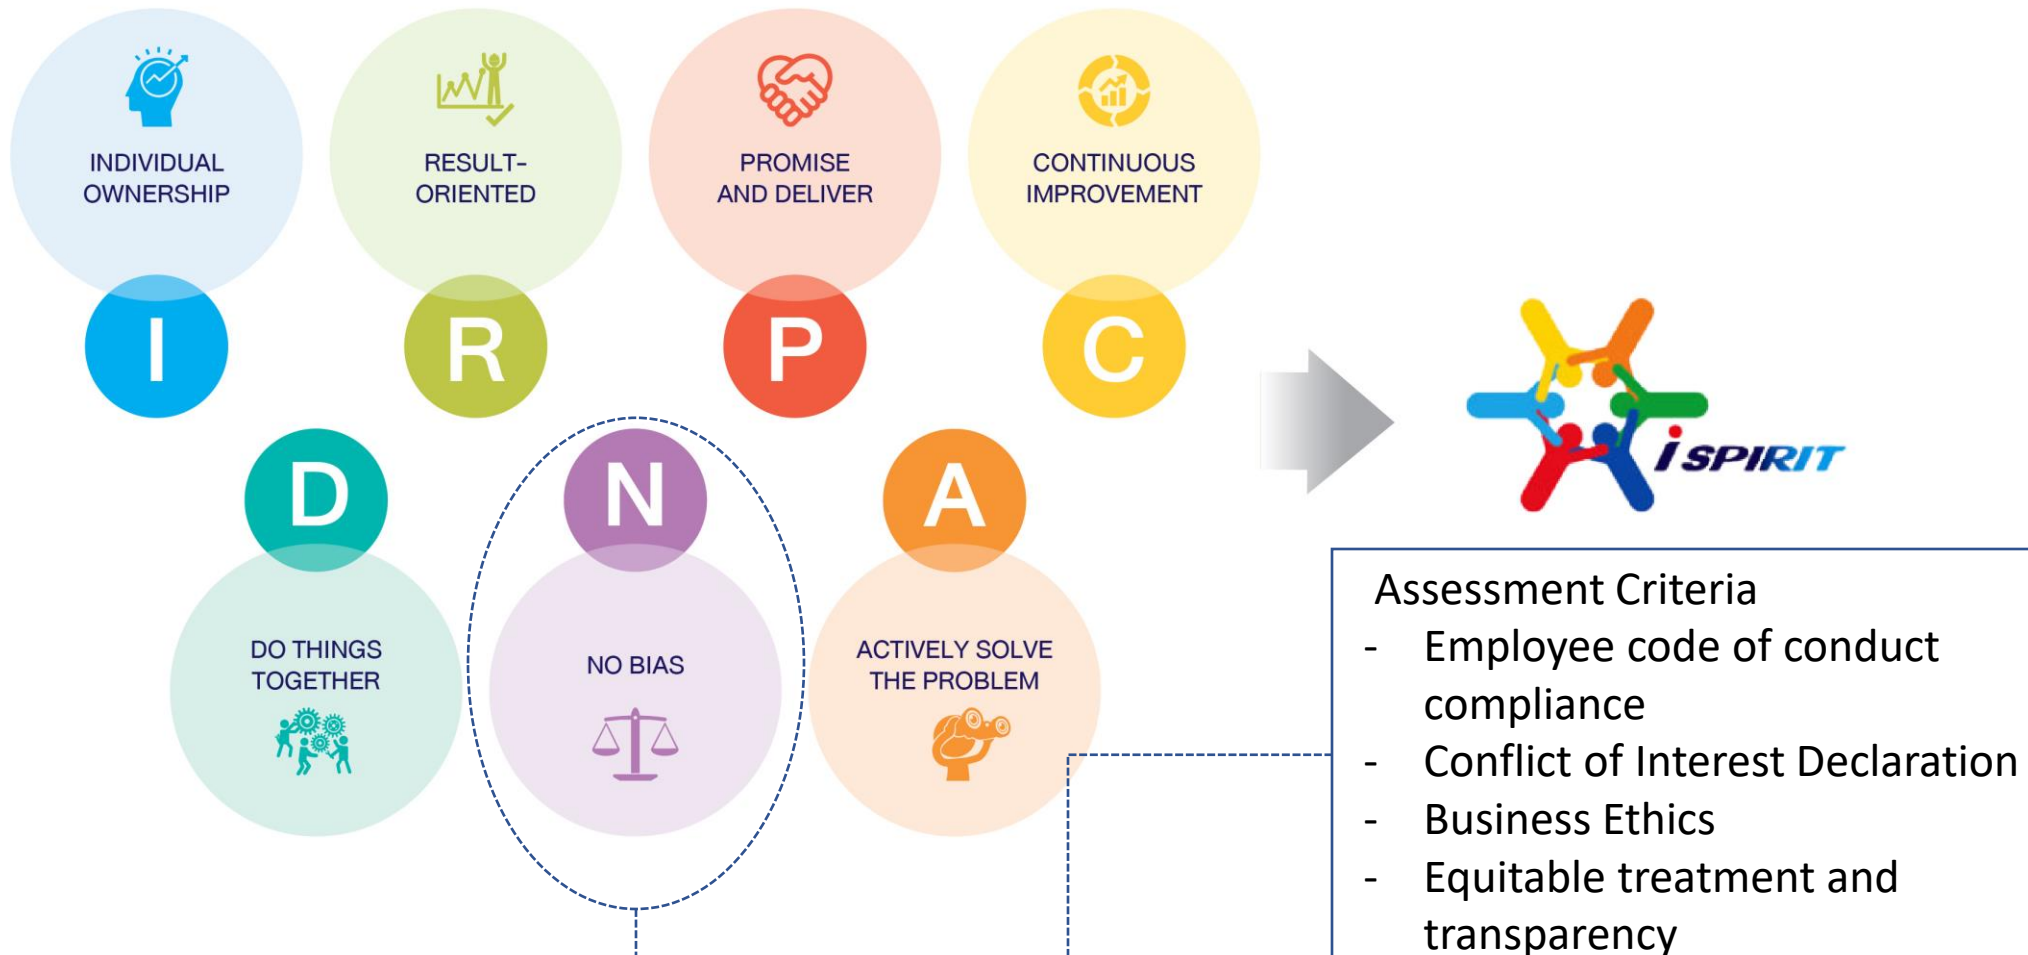 INDIVIDUAL
OWNERSHIP
I
RESULT-
ORIENTED
R
PROMISE
AND DELIVER
P
CONTINUOUS
IMPROVEMENT
C
D
DO THINGS
TOGETHER
N
NO BIAS
A
ACTIVELY SOLVE
THE PROBLEM
i SPIRIT
Assessment Criteria
- Employee code of conduct
compliance
- Conflict of Interest Declaration
- Business Ethics
- Equitable treatment and
transparency